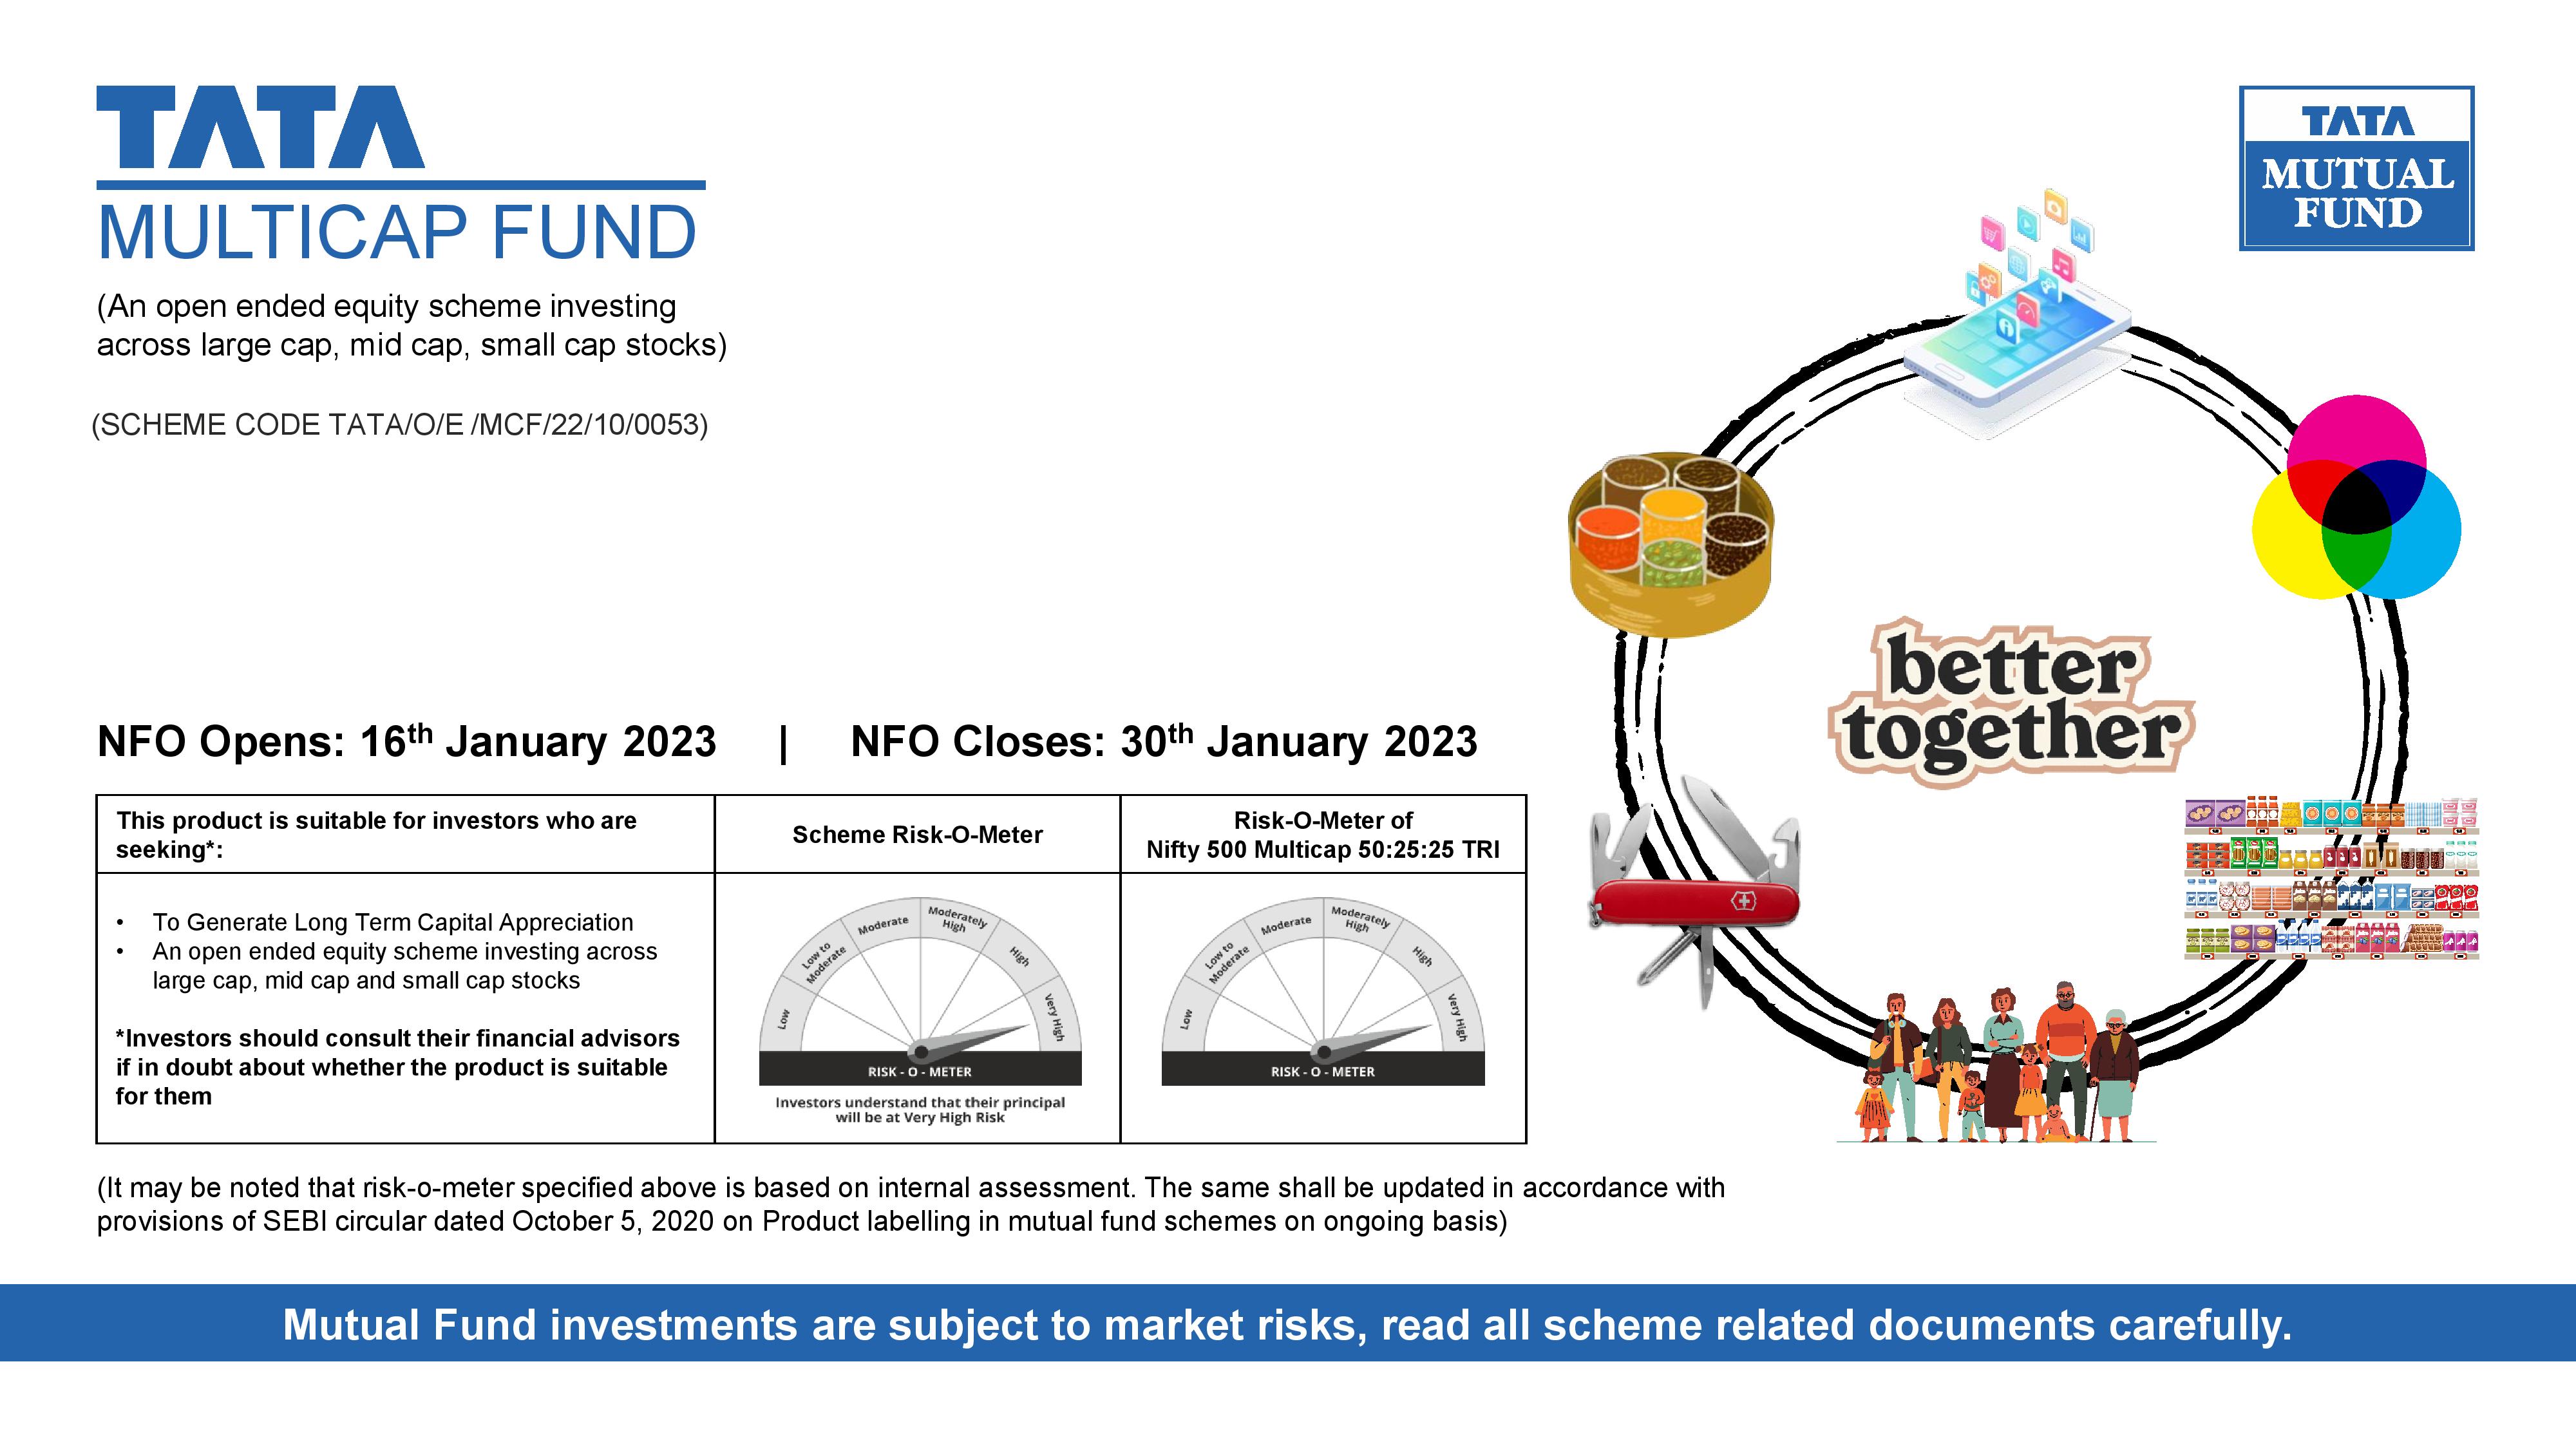 TATA
MULTICAP FUND
(An open ended equity scheme investing
across large cap, mid cap, small cap stocks)
(SCHEME CODE TATA/O/E /MCF/22/10/0053)
TATA
MUTUAL
FUND
better
together
NFO Opens: 16th January 2023 | NFO Closes: 30th January 2023
This product is suitable for investors who are
seeking*:
• To Generate Long Term Capital Appreciation
• An open ended equity scheme investing across
large cap, mid cap and small cap stocks
*Investors should consult their financial advisors
if in doubt about whether the product is suitable
for them
Scheme Risk-O-Meter
Low
Low to
Moderate
Moderate
Moderately
High
High
Very High
RISK - O - METER
Investors understand that their principal
will be at Very High Risk
Risk-O-Meter of
Nifty 500 Multicap 50:25:25 TRI
Low
Low to
Moderate
Moderate
Moderately
High
High
Very High
RISK - O - METER
(It may be noted that risk-o-meter specified above is based on internal assessment. The same shall be updated in accordance with
provisions of SEBI circular dated October 5, 2020 on Product labelling in mutual fund schemes on ongoing basis)
Mutual Fund investments are subject to market risks, read all scheme related documents carefully.